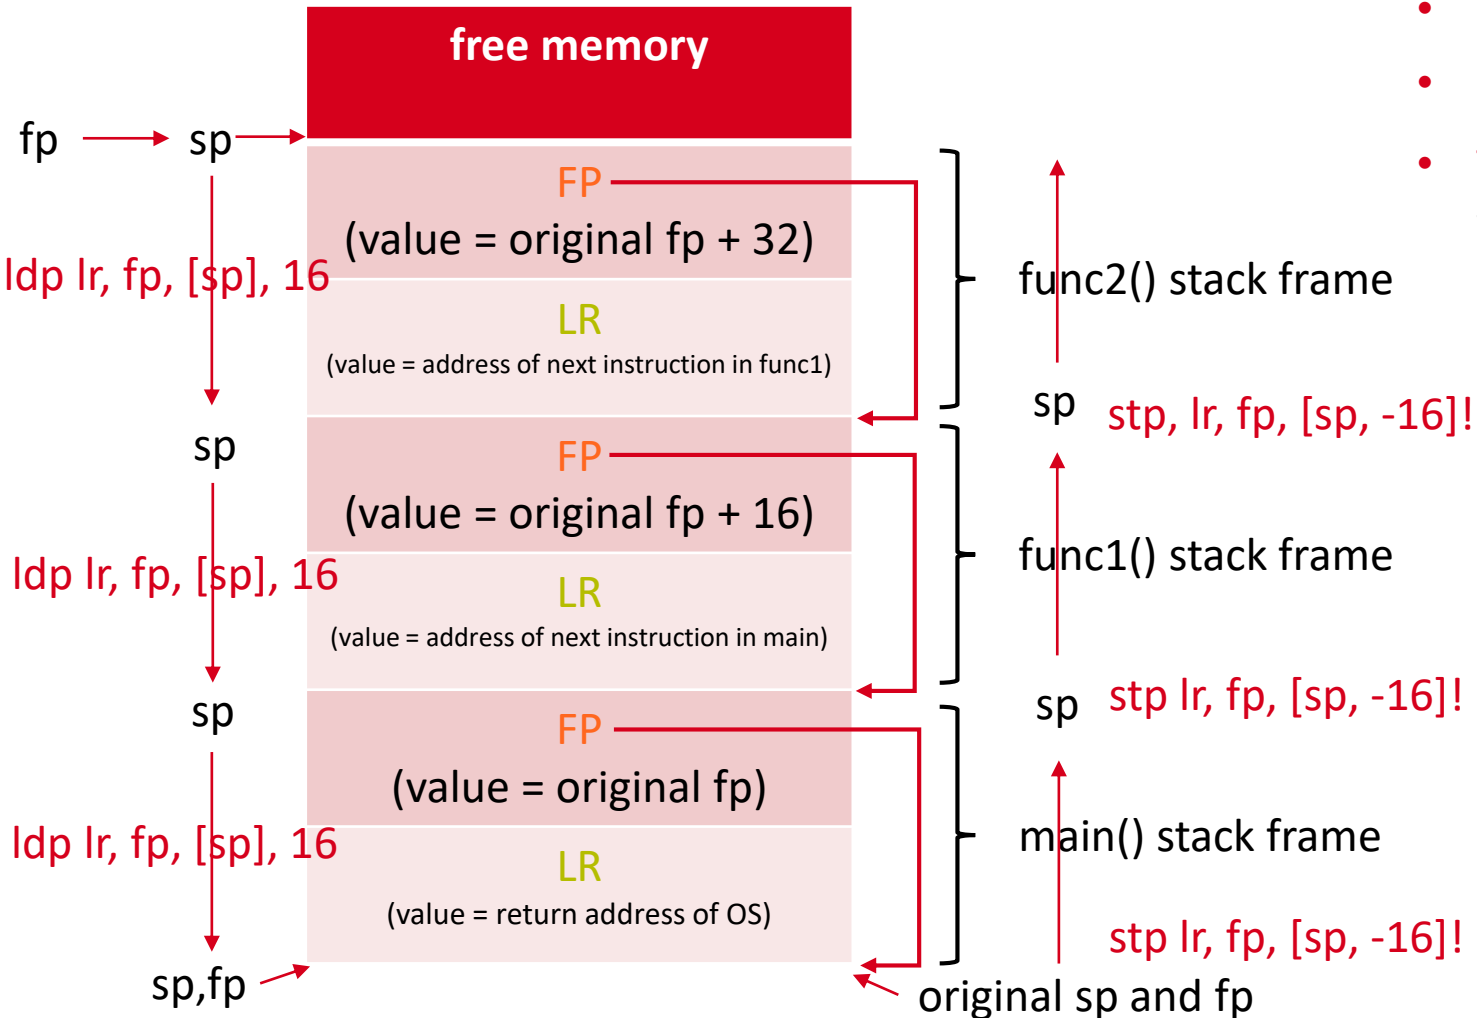 free memory
fp
sp
FP
(value = original fp + 32)
ldp lr, fp, [sp], 16
func2() stack frame
LR
(value = address of next instruction in func1)
sp
stp, lr, fp, [sp, -16]!
sp
FP
(value = original fp + 16)
ldp lr, fp, [sp], 16
func1() stack frame
LR
(value = address of next instruction in main)
sp
stp lr, fp, [sp, -16]!
sp
FP
(value = original fp)
ldp lr, fp, [sp], 16
main() stack frame
LR
(value = return address of OS)
stp lr, fp, [sp, -16]!
sp,fp
original sp and fp